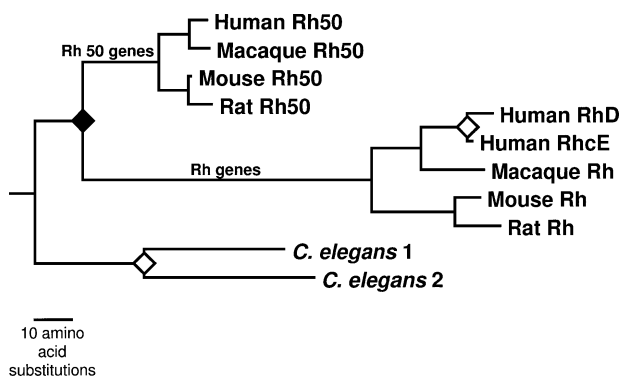 Human Rh50
Rh 50 genes
Macaque Rh50
Mouse Rh50
Rat Rh50
Human RhD
Human RhcE
Rh genes
Macaque Rh
Mouse Rh
Rat Rh
C. elegans 1
C. elegans 2
10 amino
acid
substitutions